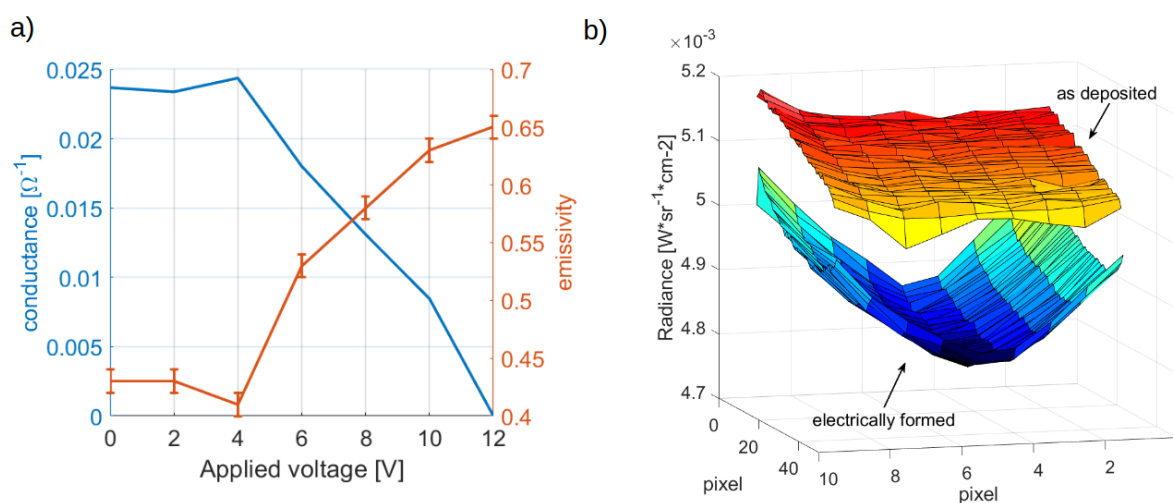 a)
conductance [Ω⁻¹]
0.025
0.02
0.015
0.01
0.005
0
0 2 4 6 8 10 12
Applied voltage [V]
0.7
0.65
0.6
0.55
0.5
0.45
0.4
emissivity
b)
×10⁻³
Radiance [W*sr⁻¹*cm-2]
5.2
5.1
5
4.9
4.8
4.7
as deposited
electrically formed
0
20
40
pixel
10 8 6 4 2
pixel